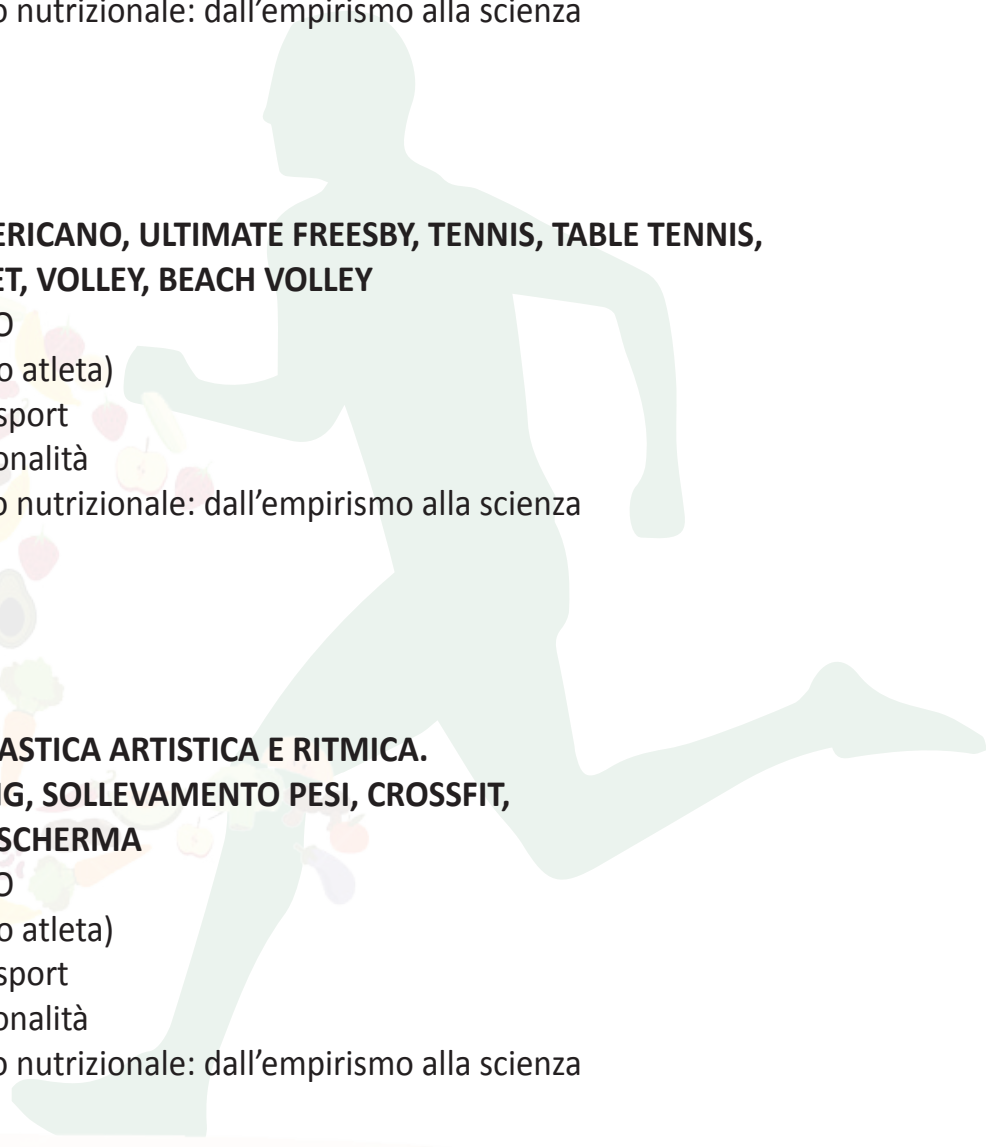 o nutrizionale: dall’empirismo alla scienza
ERICANO, ULTIMATE FREESBY, TENNIS, TABLE TENNIS,
ET, VOLLEY, BEACH VOLLEY
O
o atleta)
sport
onalità
o nutrizionale: dall’empirismo alla scienza
ASTICA ARTISTICA E RITMICA.
NG, SOLLEVAMENTO PESI, CROSSFIT,
SCHERMA
O
o atleta)
sport
onalità
o nutrizionale: dall’empirismo alla scienza